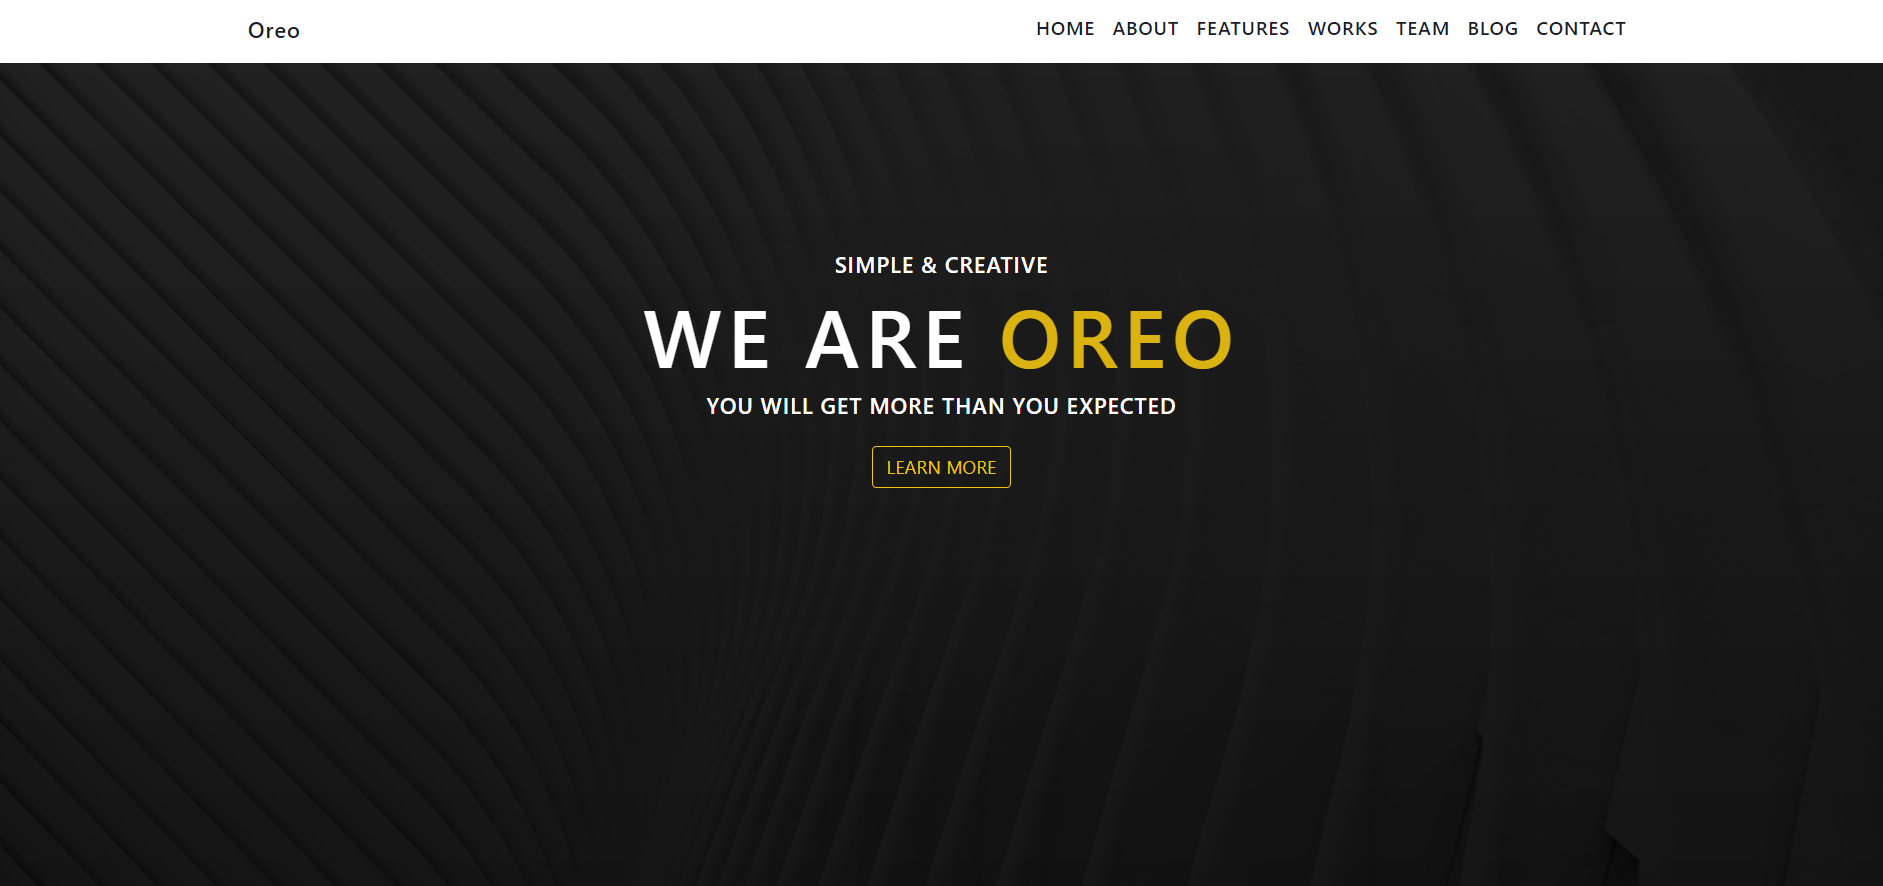 Oreo HOME ABOUT FEATURES WORKS TEAM BLOG CONTACT
SIMPLE & CREATIVE
WE ARE OREO
YOU WILL GET MORE THAN YOU EXPECTED
LEARN MORE